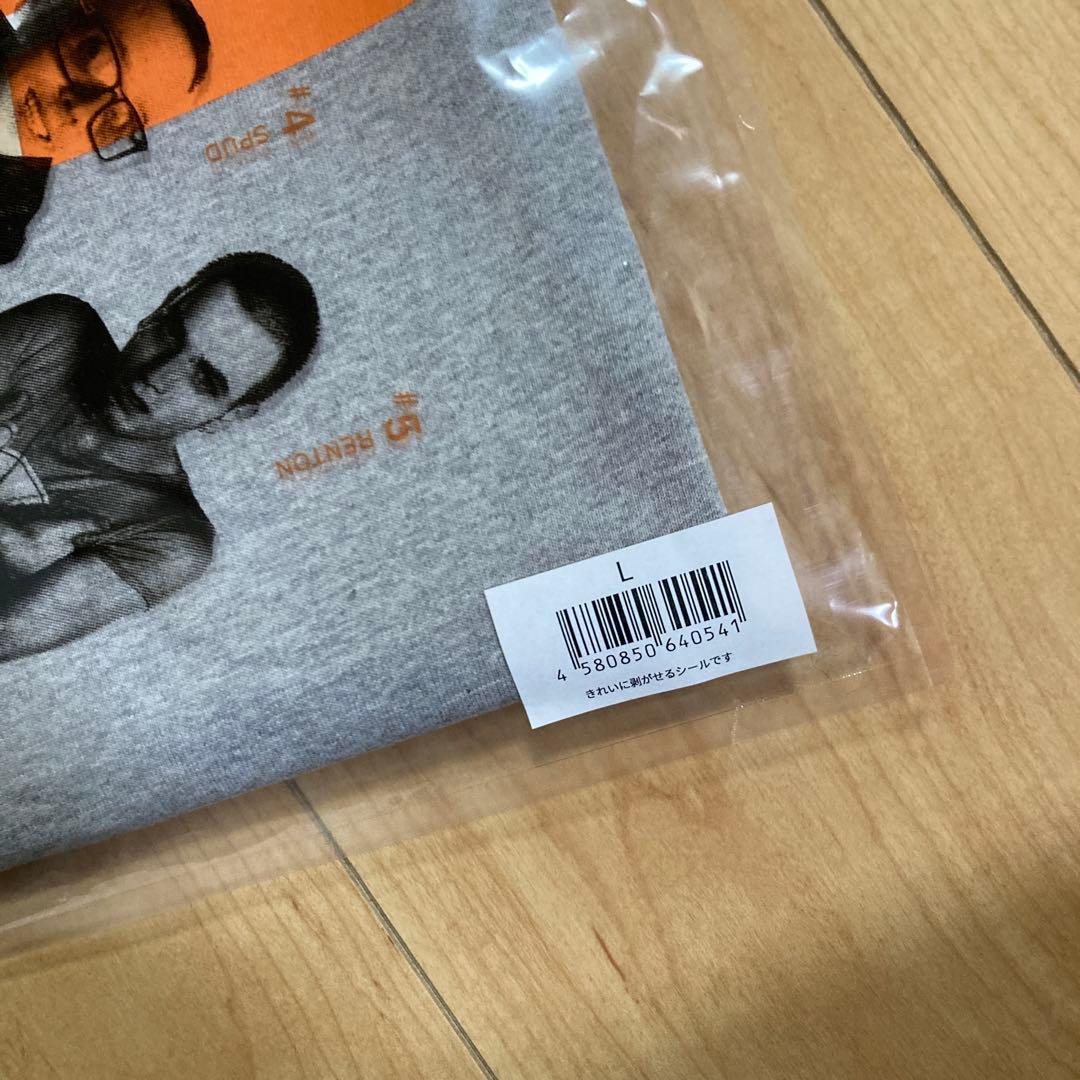 #4 SPUD
#5 RENTON
L
4 580850 640541
きれいに剥がせるシールです